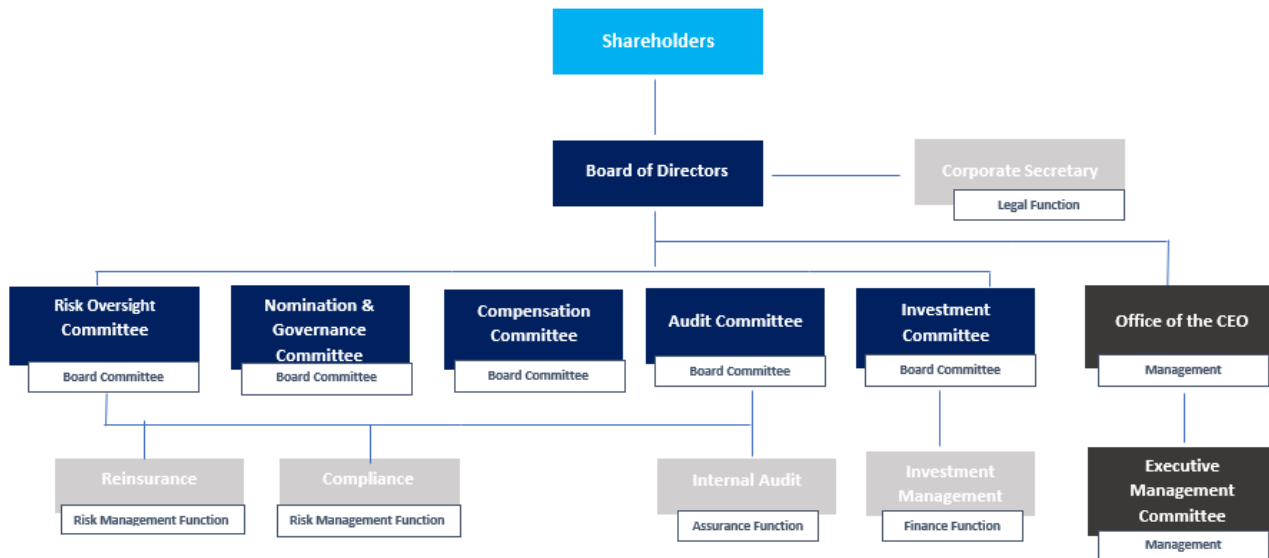 Shareholders
Board of Directors
Corporate Secretary
Legal Function
Risk Oversight
Committee
Board Committee
Nomination &
Governance
Committee
Board Committee
Compensation
Committee
Board Committee
Audit Committee
Board Committee
Investment
Committee
Board Committee
Office of the CEO
Management
Reinsurance
Risk Management Function
Compliance
Risk Management Function
Internal Audit
Assurance Function
Investment
Management
Finance Function
Executive
Management
Committee
Management